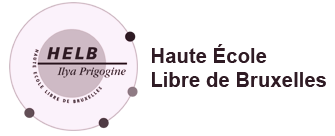 HELB
Ilya Prigogine
HAUTE ÉCOLE LIBRE DE BRUXELLES
Haute École
Libre de Bruxelles